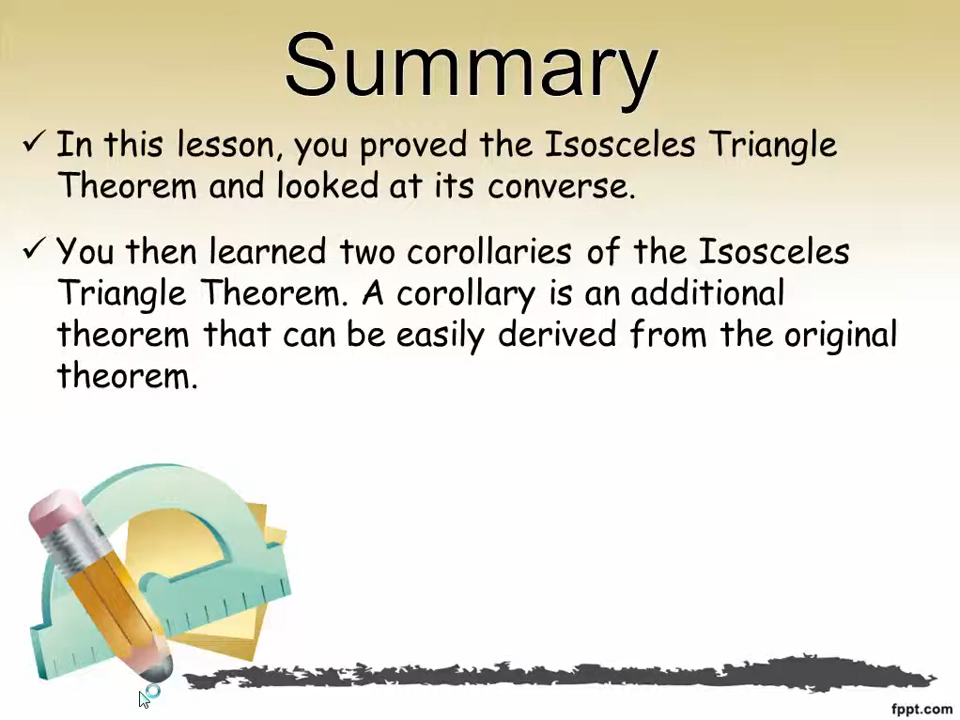 Summary
✓ In this lesson, you proved the Isosceles Triangle
Theorem and looked at its converse.
✓ You then learned two corollaries of the Isosceles
Triangle Theorem. A corollary is an additional
theorem that can be easily derived from the original
theorem.
fppt.com